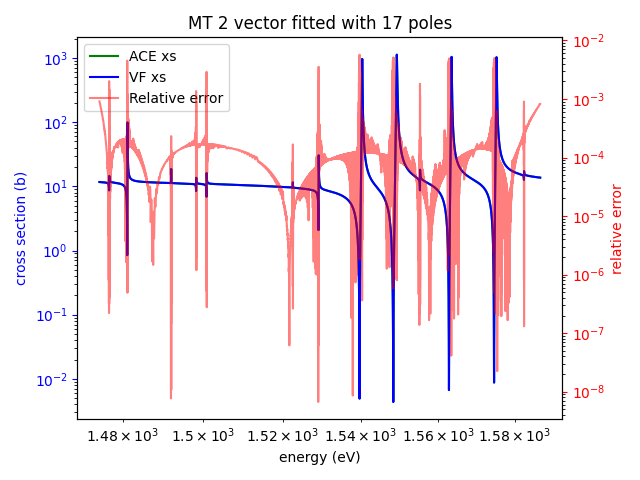 MT 2 vector fitted with 17 poles
ACE xs
VF xs
Relative error
cross section (b)
10³
10²
10¹
10⁰
10⁻¹
10⁻²
10⁻²
10⁻³
10⁻⁴
10⁻⁵
10⁻⁶
10⁻⁷
10⁻⁸
relative error
1.48 × 10³ 1.5 × 10³ 1.52 × 10³ 1.54 × 10³ 1.56 × 10³ 1.58 × 10³
energy (eV)